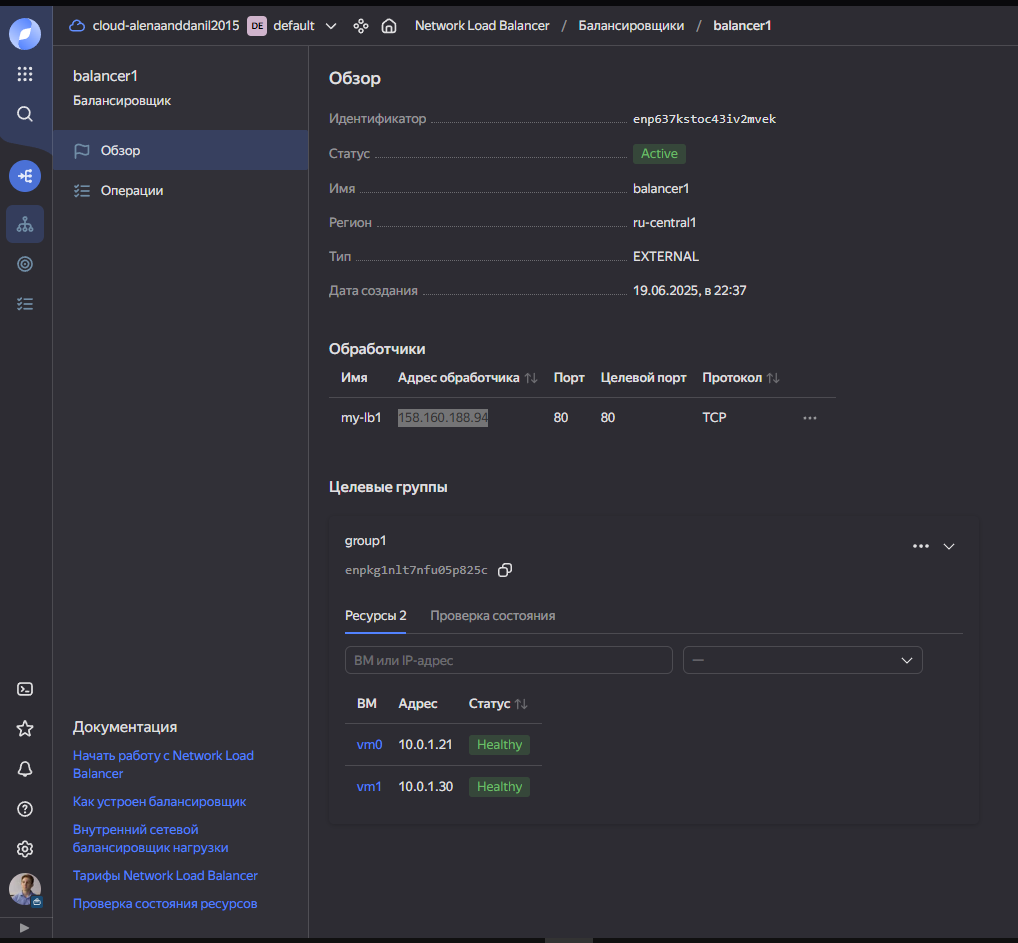 cloud-alenaanddanil2015 DE default Network Load Balancer / Балансировщики / balancer1
balancer1
Балансировщик
Обзор
Операции
Обзор
Идентификатор enp637kstoc43iv2mvek
Статус Active
Имя balancer1
Регион ru-central1
Тип EXTERNAL
Дата создания 19.06.2025, в 22:37
Обработчики
Имя Адрес обработчика Порт Целевой порт Протокол
my-lb1 158.160.188.94 80 80 TCP
Целевые группы
group1
enpkg1nlt7nfu05p825c
Ресурсы 2 Проверка состояния
ВМ или IP-адрес —
ВМ Адрес Статус
vm0 10.0.1.21 Healthy
vm1 10.0.1.30 Healthy
Документация
Начать работу с Network Load
Balancer
Как устроен балансировщик
Внутренний сетевой
балансировщик нагрузки
Тарифы Network Load Balancer
Проверка состояния ресурсов